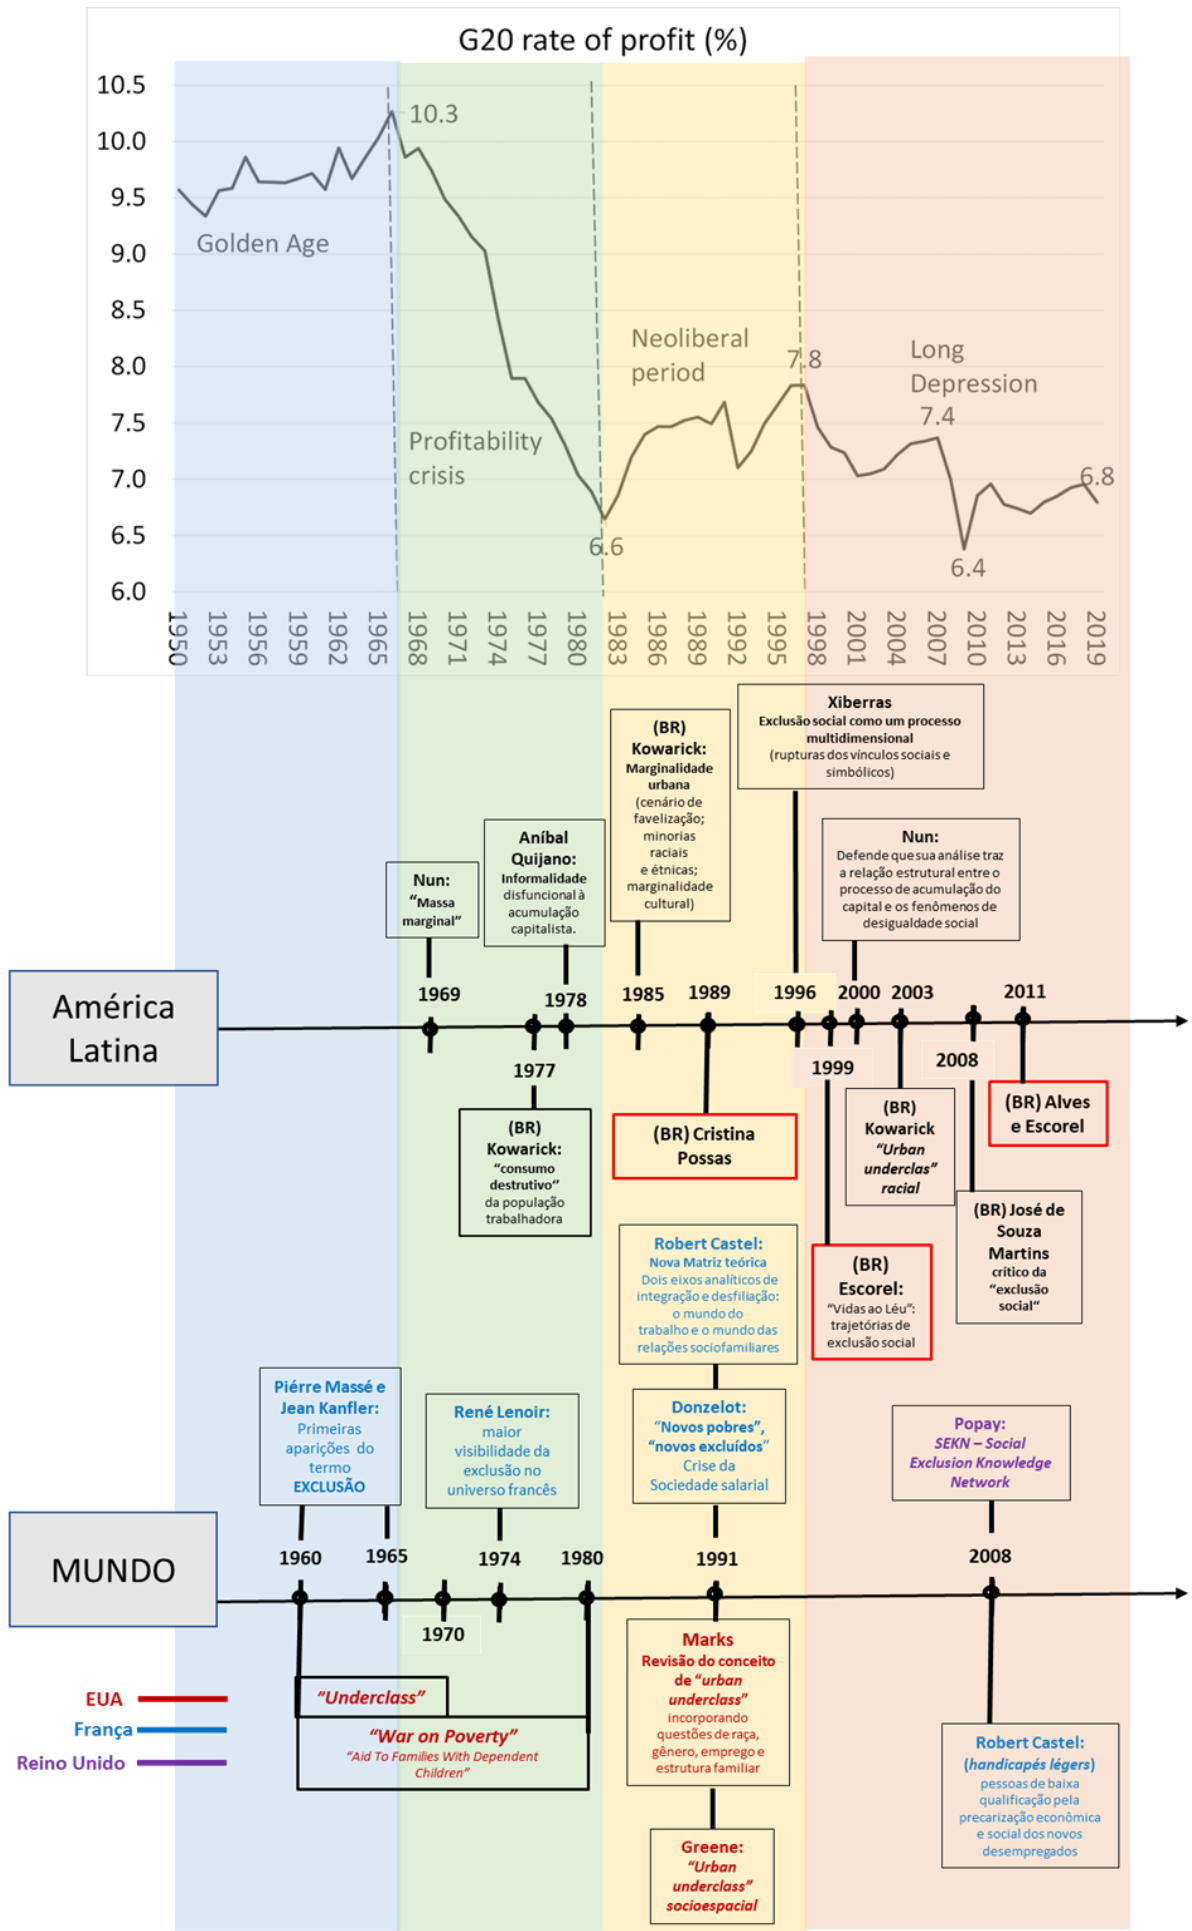 G20 rate of profit (%)
10.5
10.0
9.5
9.0
8.5
8.0
7.5
7.0
6.5
6.0
10.3
Golden Age
Profitability
crisis
6.6
Neoliberal
period
7.8
Long
Depression
7.4
6.4
6.8
1950
1953
1956
1959
1962
1965
1968
1971
1974
1977
1980
1983
1986
1989
1992
1995
1998
2001
2004
2007
2010
2013
2016
2019
Xiberras
Exclusão social como um processo
multidimensional
(rupturas dos vínculos sociais e
simbólicos)
(BR)
Kowarick:
Marginalidade
urbana
(cenário de
favelização;
minorias
raciais
e étnicas;
marginalidade
cultural)
Aníbal
Quijano:
Informalidade
disfuncional à
acumulação
capitalista.
Nun:
Defende que sua análise traz
a relação estrutural entre o
processo de acumulação do
capital e os fenômenos de
desigualdade social
Nun:
“Massa
marginal”
América
Latina
1969
1978
1985
1989
1996
2000
2003
2011
1977
1999
2008
(BR)
Kowarick:
“consumo
destrutivo”
da população
trabalhadora
(BR) Cristina
Possas
(BR)
Kowarick
“Urban
underclas”
racial
(BR) Alves
e Escorel
(BR) José de
Souza
Martins
crítico da
“exclusão
social“
(BR)
Escorel:
“Vidas ao Léu”:
trajetórias de
exclusão social
Robert Castel:
Nova Matriz teórica
Dois eixos analíticos de
integração e desfiliação:
o mundo do
trabalho e o mundo das
relações sociofamiliares
Piérre Massé e
Jean Kanfler:
Primeiras
aparições do
termo
EXCLUSÃO
René Lenoir:
maior
visibilidade da
exclusão no
universo francês
Donzelot:
“Novos pobres”,
“novos excluídos”
Crise da
Sociedade salarial
Popay:
SEKN – Social
Exclusion Knowledge
Network
MUNDO
1960
1965
1974
1980
1991
2008
1970
EUA
França
Reino Unido
”Underclass”
“War on Poverty”
“Aid To Families With Dependent
Children”
Marks
Revisão do conceito
de “urban
underclass”
incorporando
questões de raça,
gênero, emprego e
estrutura familiar
Greene:
“Urban
underclass”
socioespacial
Robert Castel:
(handicapés légers)
pessoas de baixa
qualificação pela
precarização econômica
e social dos novos
desempregados